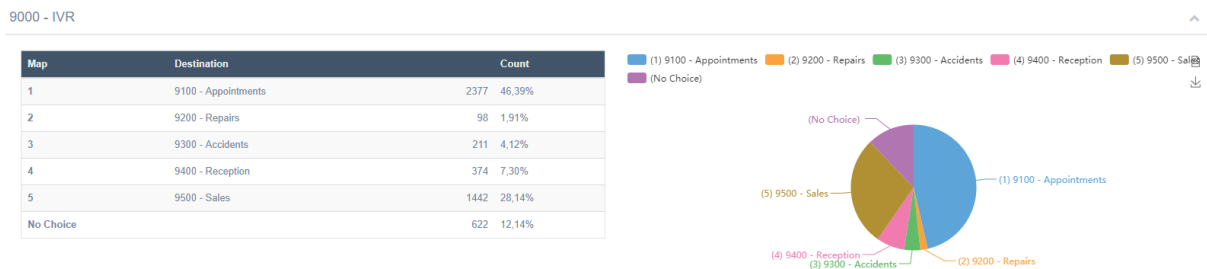 9000 - IVR
Map Destination Count
1 9100 - Appointments 2377 46,39%
2 9200 - Repairs 98 1,91%
3 9300 - Accidents 211 4,12%
4 9400 - Reception 374 7,30%
5 9500 - Sales 1442 28,14%
No Choice 622 12,14%
(1) 9100 - Appointments (2) 9200 - Repairs (3) 9300 - Accidents (4) 9400 - Reception (5) 9500 - Sales
(No Choice)
(No Choice)
(1) 9100 - Appointments
(5) 9500 - Sales
(4) 9400 - Reception
(2) 9200 - Repairs
(3) 9300 - Accidents